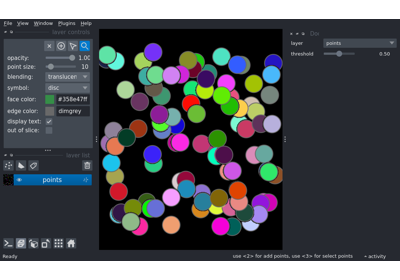 File View Window Plugins Help
layer controls
opacity: 1.00
point size: 10
blending: translucen
symbol: disc
face color: #358e47ff
edge color: dimgrey
display text:
out of slice:
layer list
points
layer points
threshold 0.50
Ready
use <2> for add points, use <3> for select points
activity